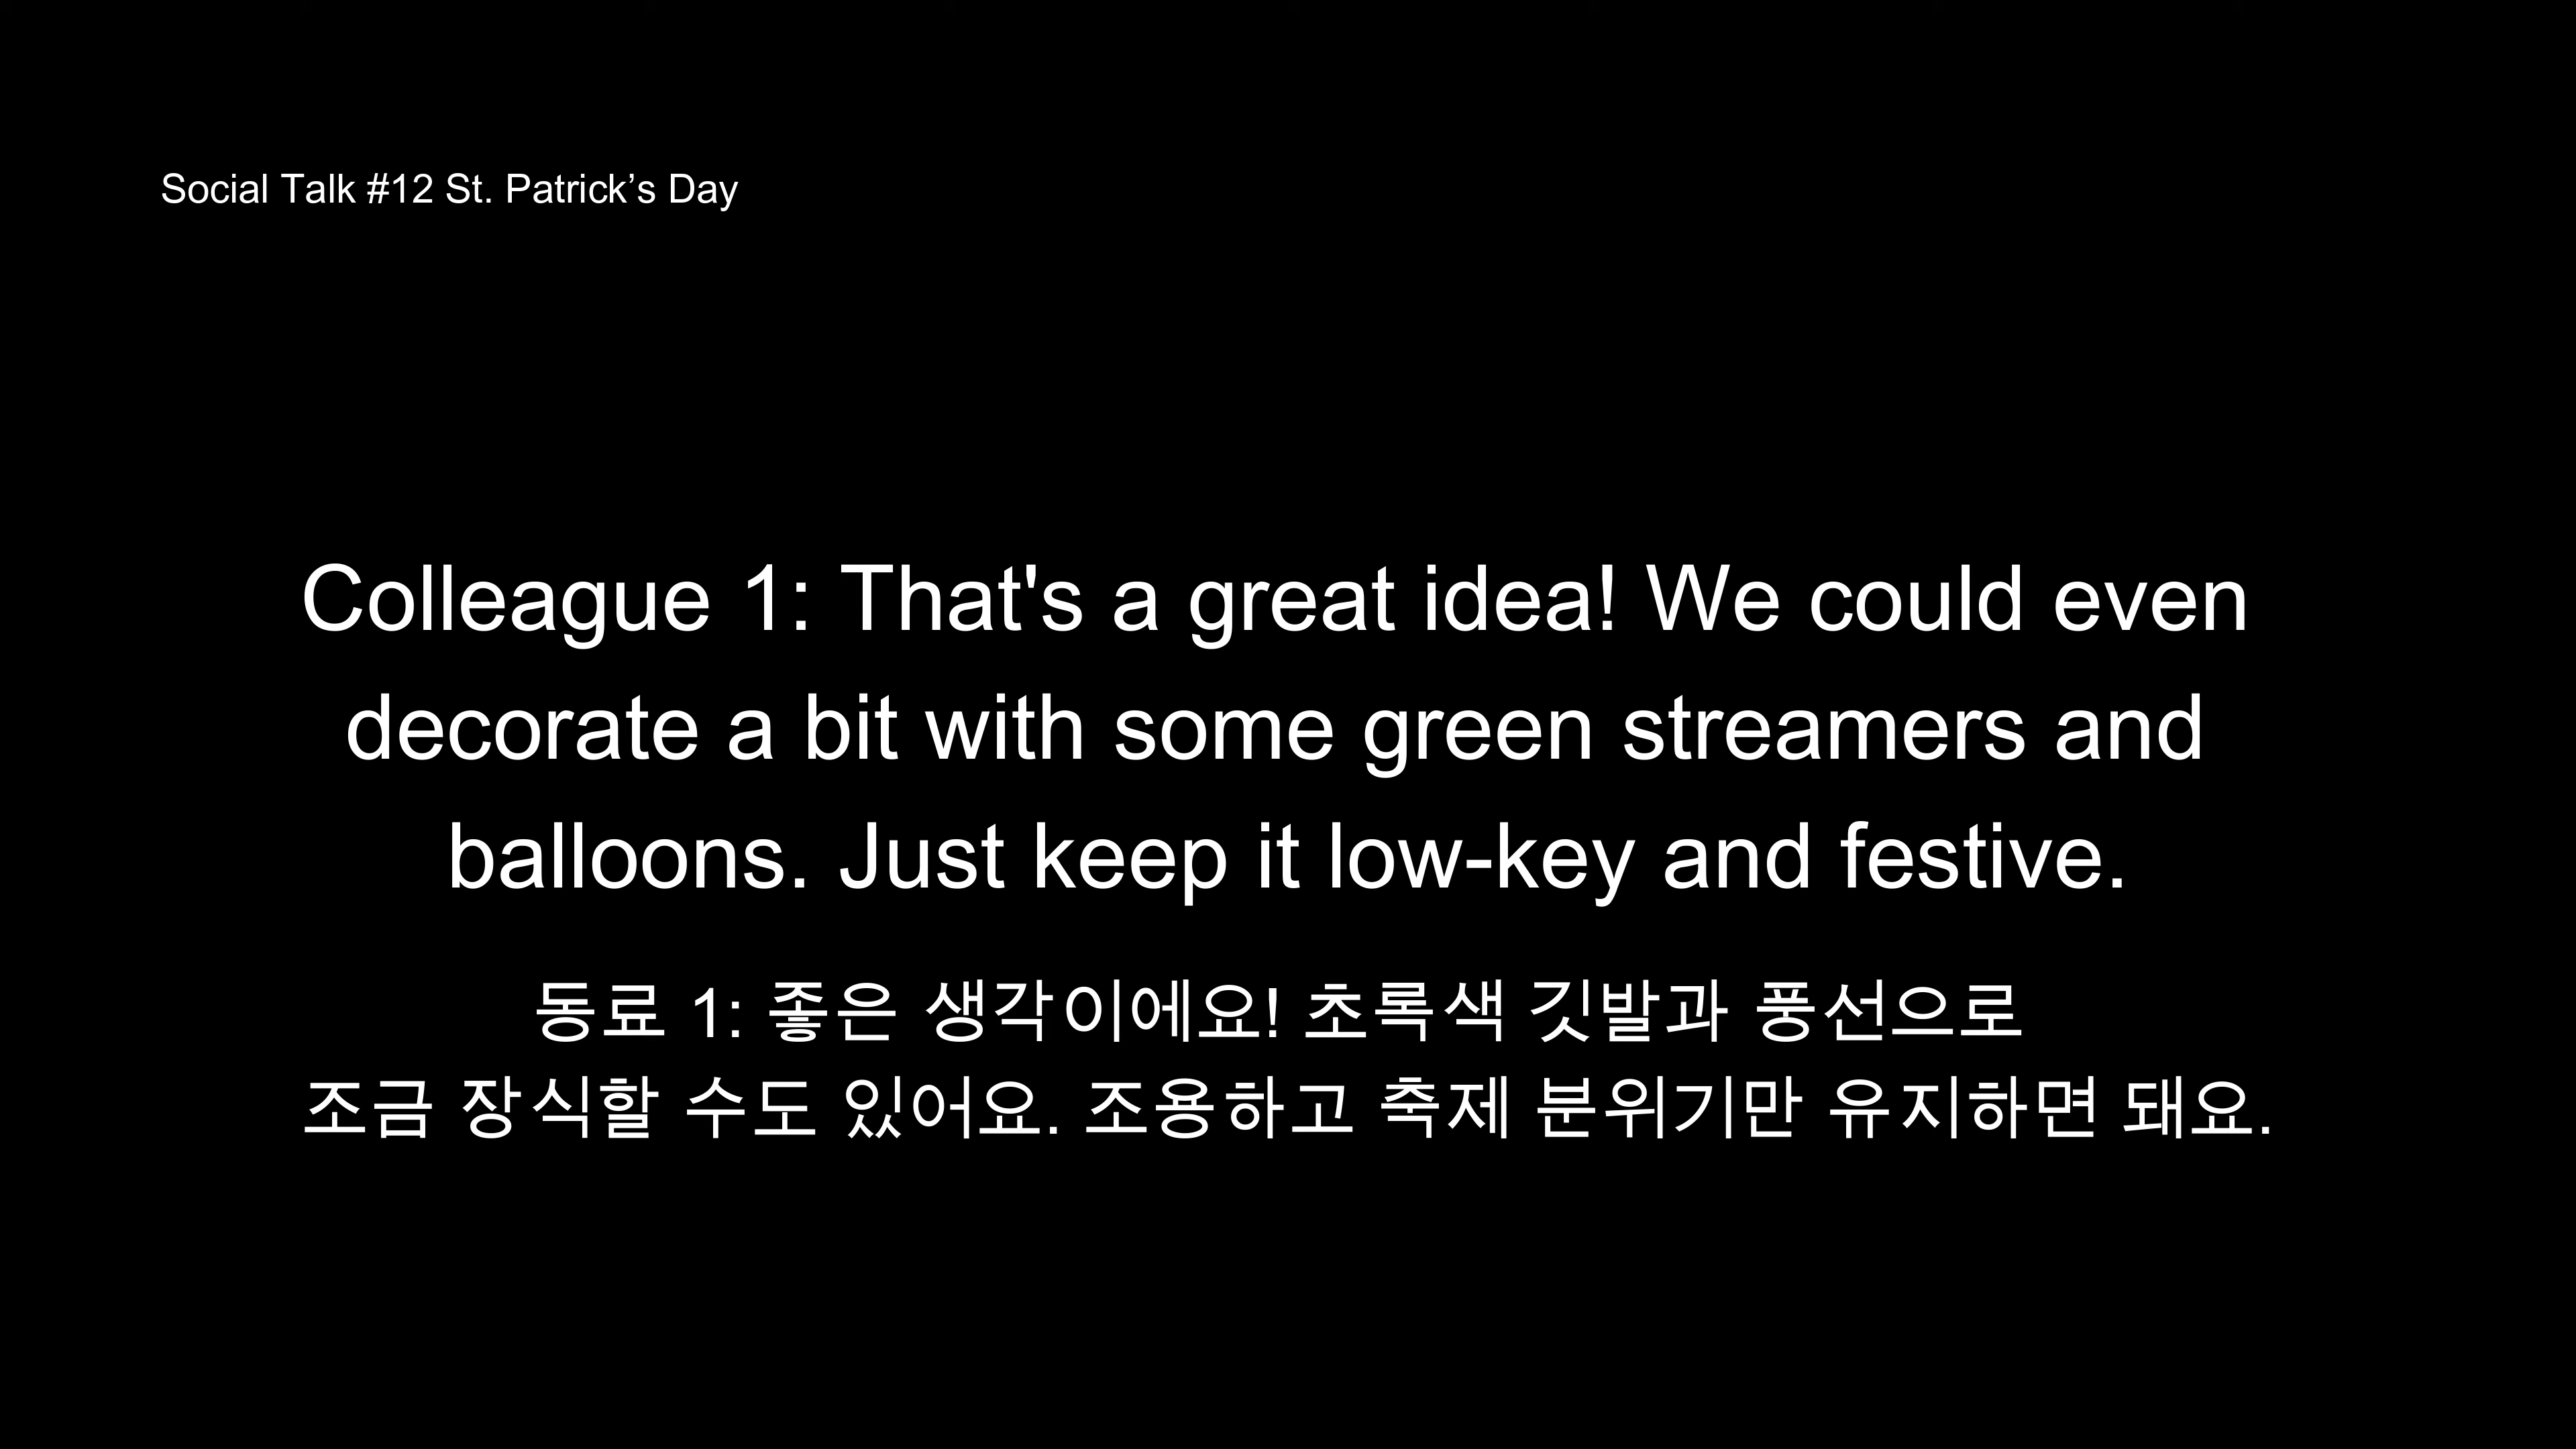 Social Talk #12 St. Patrick’s Day
Colleague 1: That's a great idea! We could even
decorate a bit with some green streamers and
balloons. Just keep it low-key and festive.
동료 1: 좋은 생각이에요! 초록색 깃발과 풍선으로
조금 장식할 수도 있어요. 조용하고 축제 분위기만 유지하면 돼요.